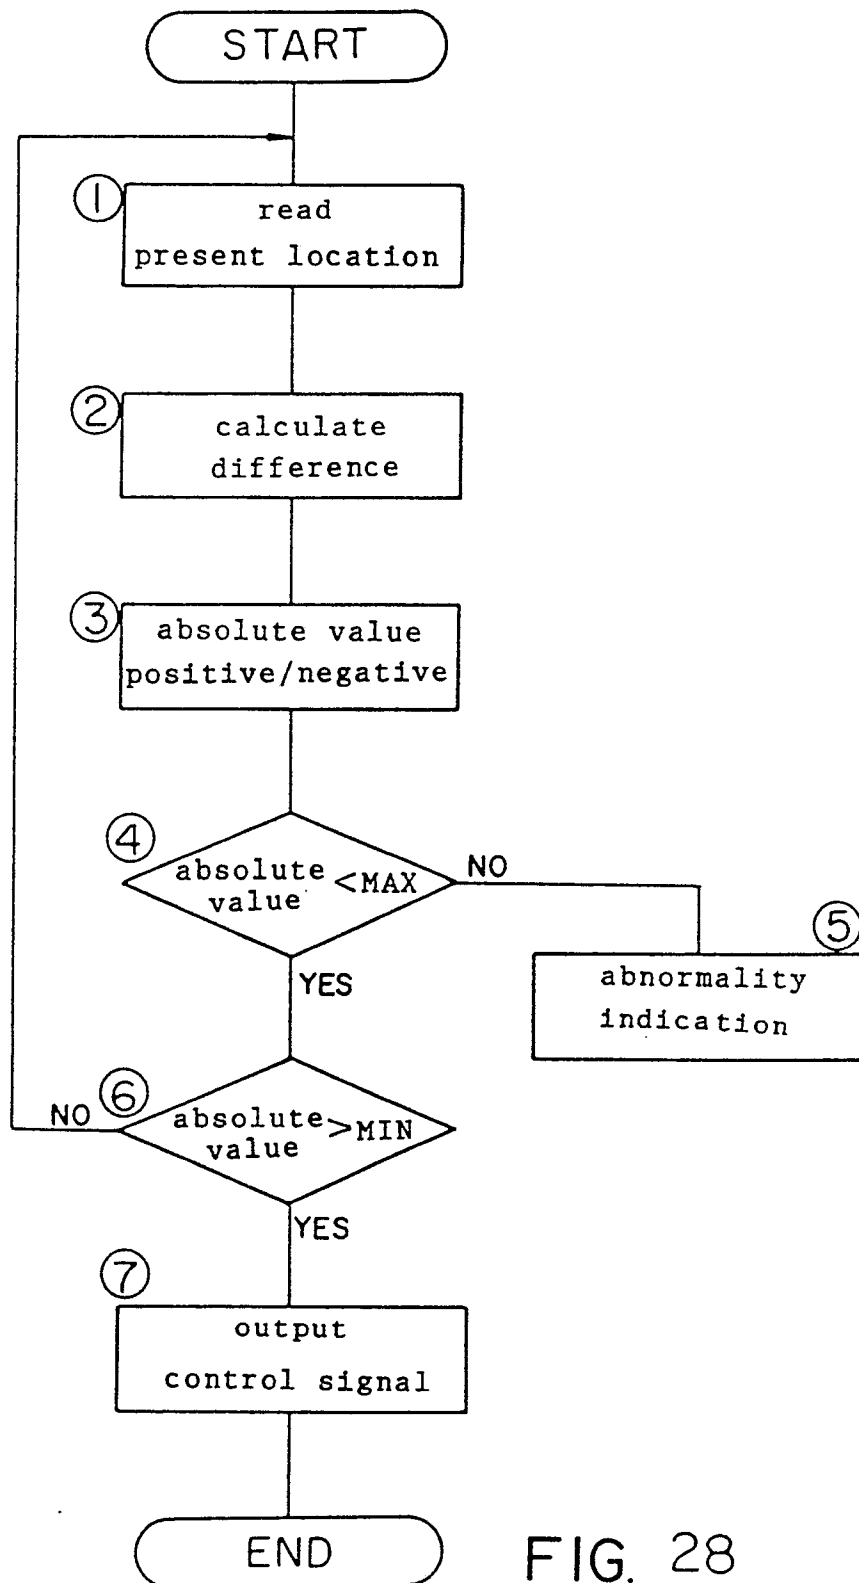 START
①
read
present location
②
calculate
difference
③
absolute value
positive/negative
④
absolute value <MAX
NO
YES
⑤
abnormality
indication
⑥
absolute value >MIN
NO
YES
⑦
output
control signal
END
FIG. 28